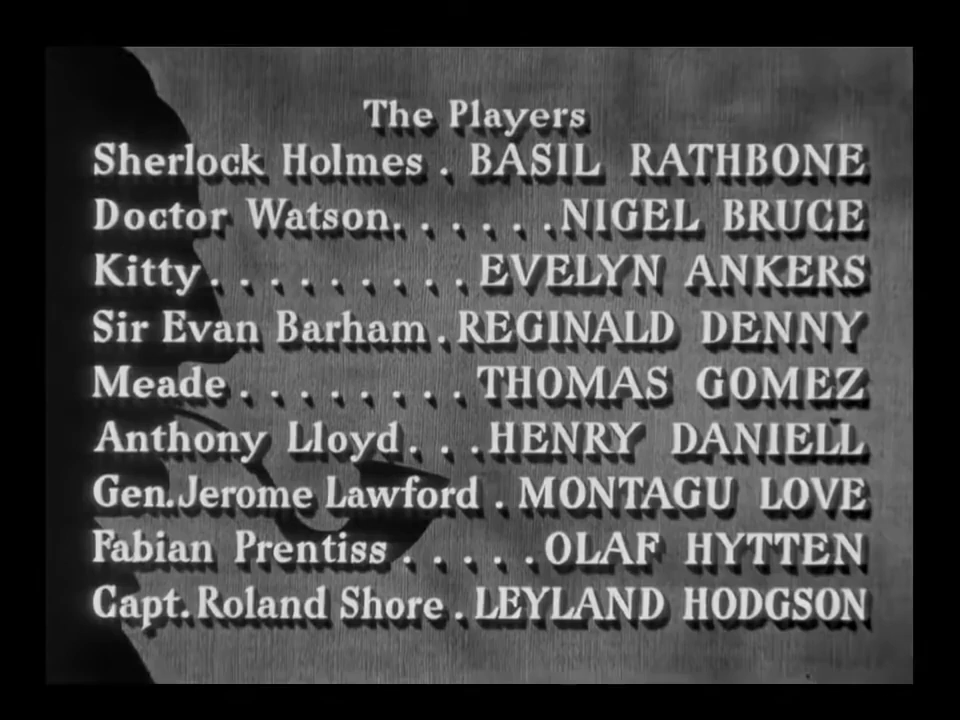 The Players
Sherlock Holmes . BASIL RATHBONE
Doctor Watson. . . . . . NIGEL BRUCE
Kitty . . . . . . . . . . EVELYN ANKERS
Sir Evan Barham . REGINALD DENNY
Meade . . . . . . . . . THOMAS GOMEZ
Anthony Lloyd . . . HENRY DANIELL
Gen. Jerome Lawford . MONTAGU LOVE
Fabian Prentiss . . . . . OLAF HYTTEN
Capt. Roland Shore . LEYLAND HODGSON